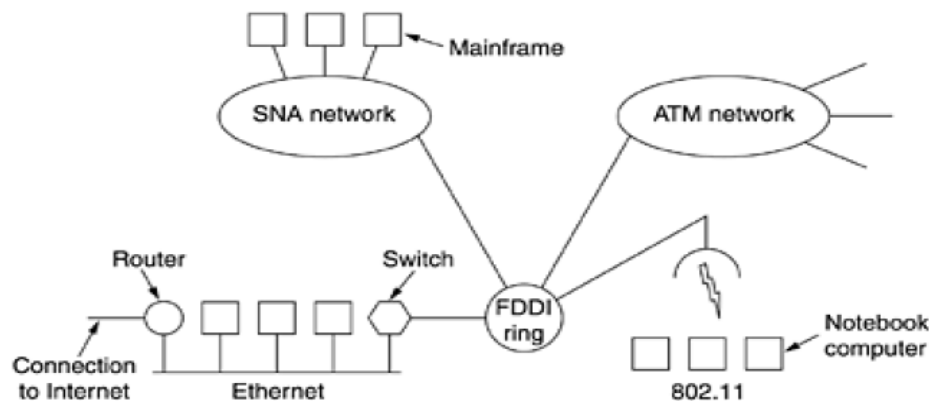 Mainframe
SNA network
ATM network
Router
Switch
FDDI
ring
Notebook
computer
Connection
to Internet
Ethernet
802.11